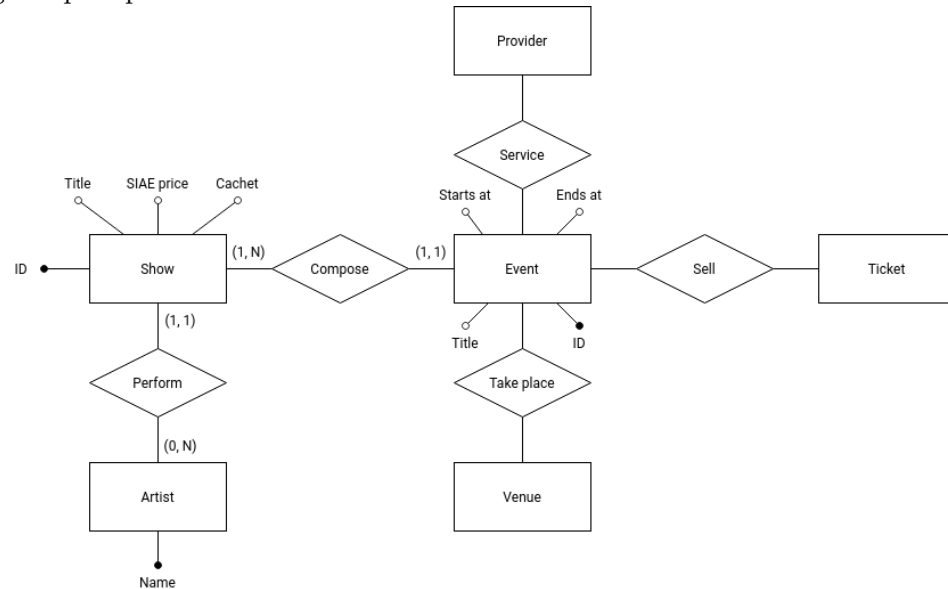 Provider
Service
Starts at
Ends at
Title
SIAE price
Cachet
ID
Show
(1, N)
Compose
(1, 1)
Event
Sell
Ticket
(1, 1)
Title
ID
Perform
Take place
(0, N)
Artist
Venue
Name